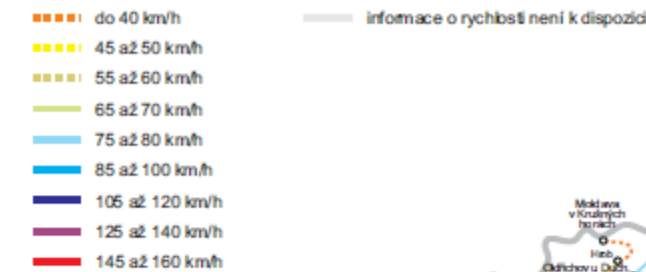 do 40 km/h
informace o rychlosti není k dispozici
45 až 50 km/h
55 až 60 km/h
65 až 70 km/h
75 až 80 km/h
85 až 100 km/h
105 až 120 km/h
125 až 140 km/h
145 až 160 km/h
Moldava
v Krušných
horách
Hrob
Oldřichov u Duch.